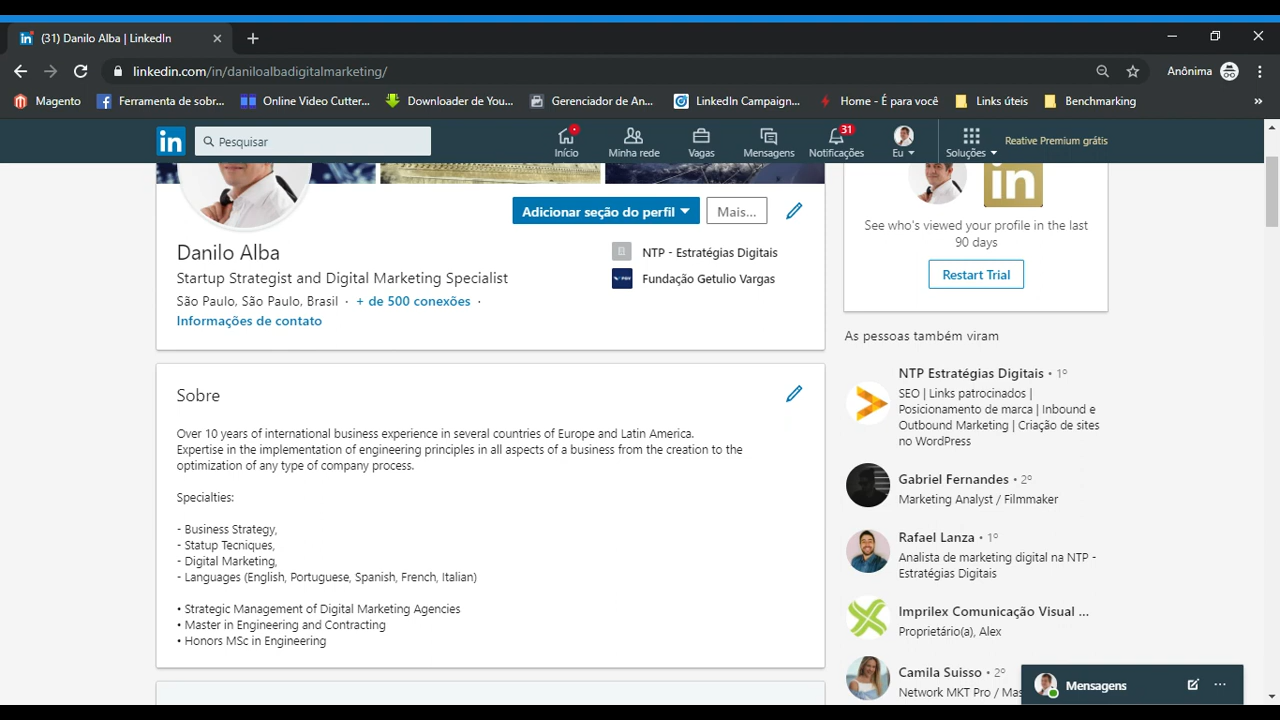 (31) Danilo Alba | LinkedIn
linkedin.com/in/daniloalbadigitalmarketing/
Anônima
Magento
Ferramenta de sobr...
Online Video Cutter...
Downloader de You...
Gerenciador de An...
LinkedIn Campaign...
Home - É para você
Links úteis
Benchmarking
»
in
Pesquisar
Início
Minha rede
Vagas
Mensagens
31
Notificações
Eu
Soluções
Reative Premium grátis
Adicionar seção do perfil
Mais...
Danilo Alba
Startup Strategist and Digital Marketing Specialist
São Paulo, São Paulo, Brasil · + de 500 conexões ·
Informações de contato
NTP - Estratégias Digitais
Fundação Getulio Vargas
Sobre
Over 10 years of international business experience in several countries of Europe and Latin America.
Expertise in the implementation of engineering principles in all aspects of a business from the creation to the
optimization of any type of company process.
Specialties:
- Business Strategy,
- Statup Tecniques,
- Digital Marketing,
- Languages (English, Portuguese, Spanish, French, Italian)
• Strategic Management of Digital Marketing Agencies
• Master in Engineering and Contracting
• Honors MSc in Engineering
in
See who's viewed your profile in the last
90 days
Restart Trial
As pessoas também viram
NTP Estratégias Digitais • 1º
SEO | Links patrocinados |
Posicionamento de marca | Inbound e
Outbound Marketing | Criação de sites
no WordPress
Gabriel Fernandes • 2º
Marketing Analyst / Filmmaker
Rafael Lanza • 1º
Analista de marketing digital na NTP -
Estratégias Digitais
Imprilex Comunicação Visual ...
Proprietário(a), Alex
Camila Suisso • 2º
Network MKT Pro /
Mensagens